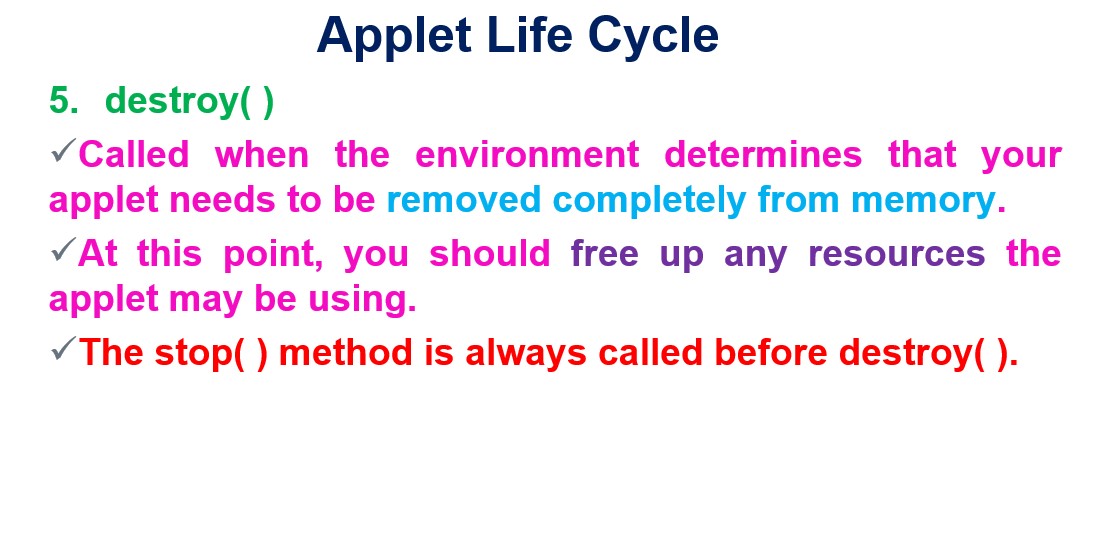 Applet Life Cycle
5. destroy( )
✓Called when the environment determines that your
applet needs to be removed completely from memory.
✓At this point, you should free up any resources the
applet may be using.
✓The stop( ) method is always called before destroy( ).